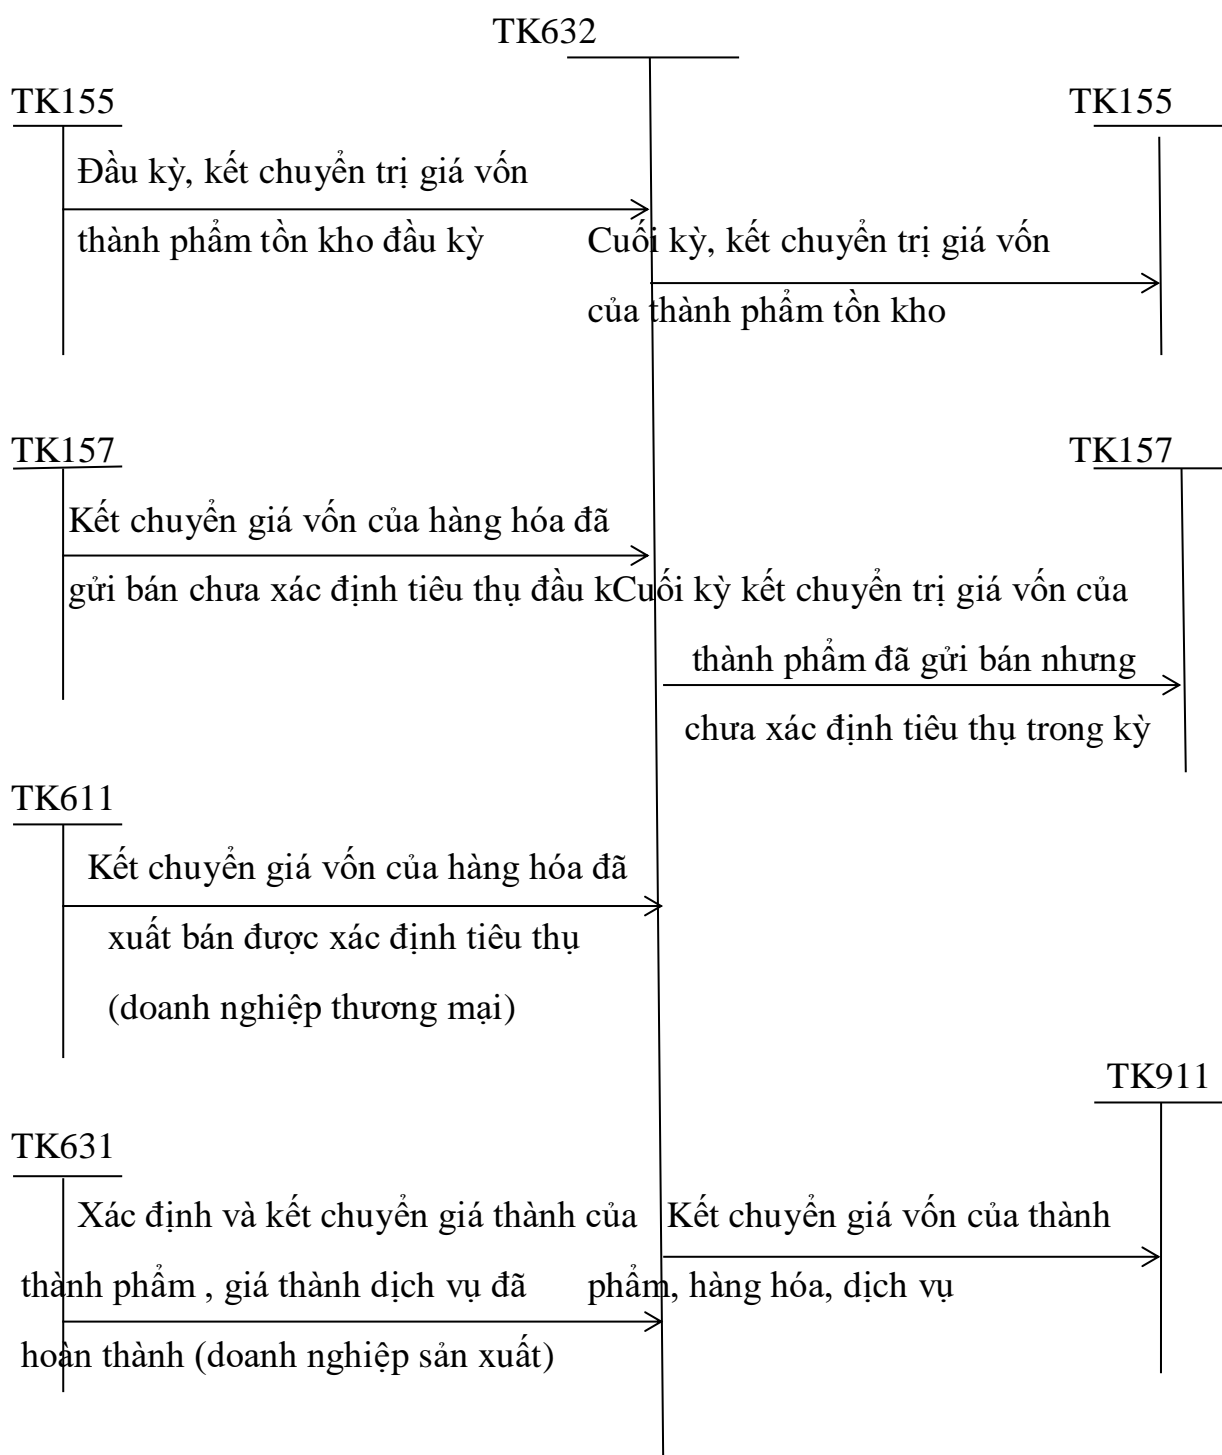 TK632
TK155
TK155
Đầu kỳ, kết chuyển trị giá vốn
thành phẩm tồn kho đầu kỳ
Cuối kỳ, kết chuyển trị giá vốn
của thành phẩm tồn kho
TK157
TK157
Kết chuyển giá vốn của hàng hóa đã
gửi bán chưa xác định tiêu thụ đầu k
Cuối kỳ kết chuyển trị giá vốn của
thành phẩm đã gửi bán nhưng
chưa xác định tiêu thụ trong kỳ
TK611
Kết chuyển giá vốn của hàng hóa đã
xuất bán được xác định tiêu thụ
(doanh nghiệp thương mại)
TK911
TK631
Xác định và kết chuyển giá thành của
thành phẩm , giá thành dịch vụ đã
hoàn thành (doanh nghiệp sản xuất)
Kết chuyển giá vốn của thành
phẩm, hàng hóa, dịch vụ